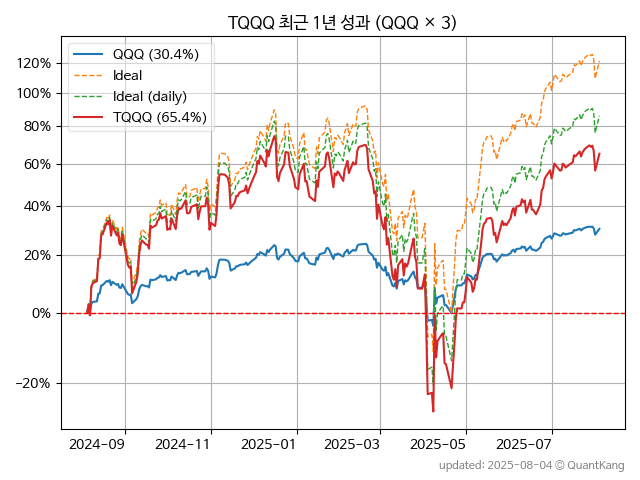 TQQQ 최근 1년 성과 (QQQ × 3)
QQQ (30.4%)
Ideal
Ideal (daily)
TQQQ (65.4%)
120%
100%
80%
60%
40%
20%
0%
−20%
2024-09 2024-11 2025-01 2025-03 2025-05 2025-07
updated: 2025-08-04 © QuantKang